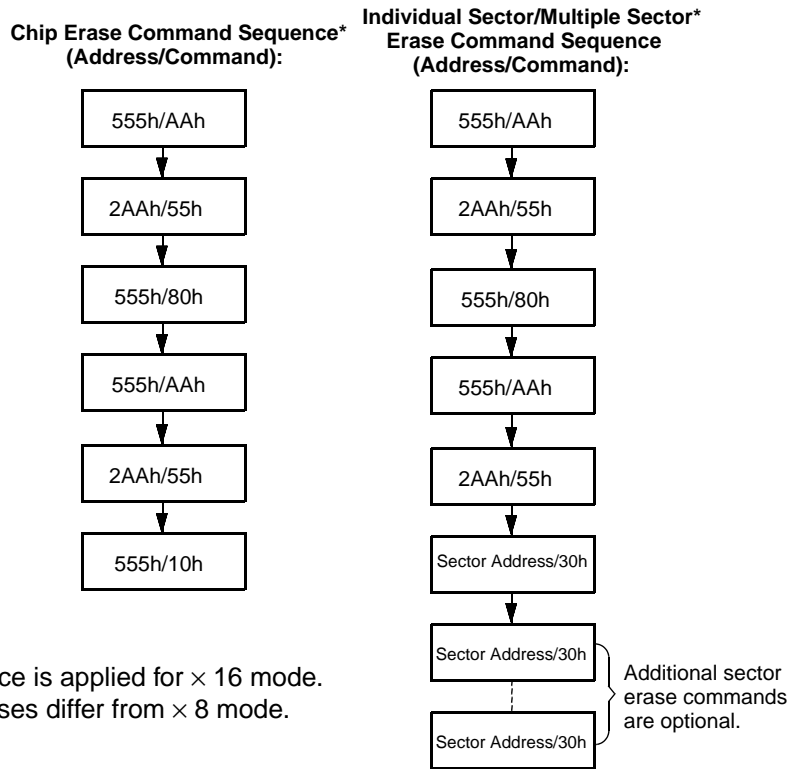 Chip Erase Command Sequence*
(Address/Command):
555h/AAh
2AAh/55h
555h/80h
555h/AAh
2AAh/55h
555h/10h
Individual Sector/Multiple Sector*
Erase Command Sequence
(Address/Command):
555h/AAh
2AAh/55h
555h/80h
555h/AAh
2AAh/55h
Sector Address/30h
Sector Address/30h
Sector Address/30h
Additional sector
erase commands
are optional.
ce is applied for × 16 mode.
ses differ from × 8 mode.